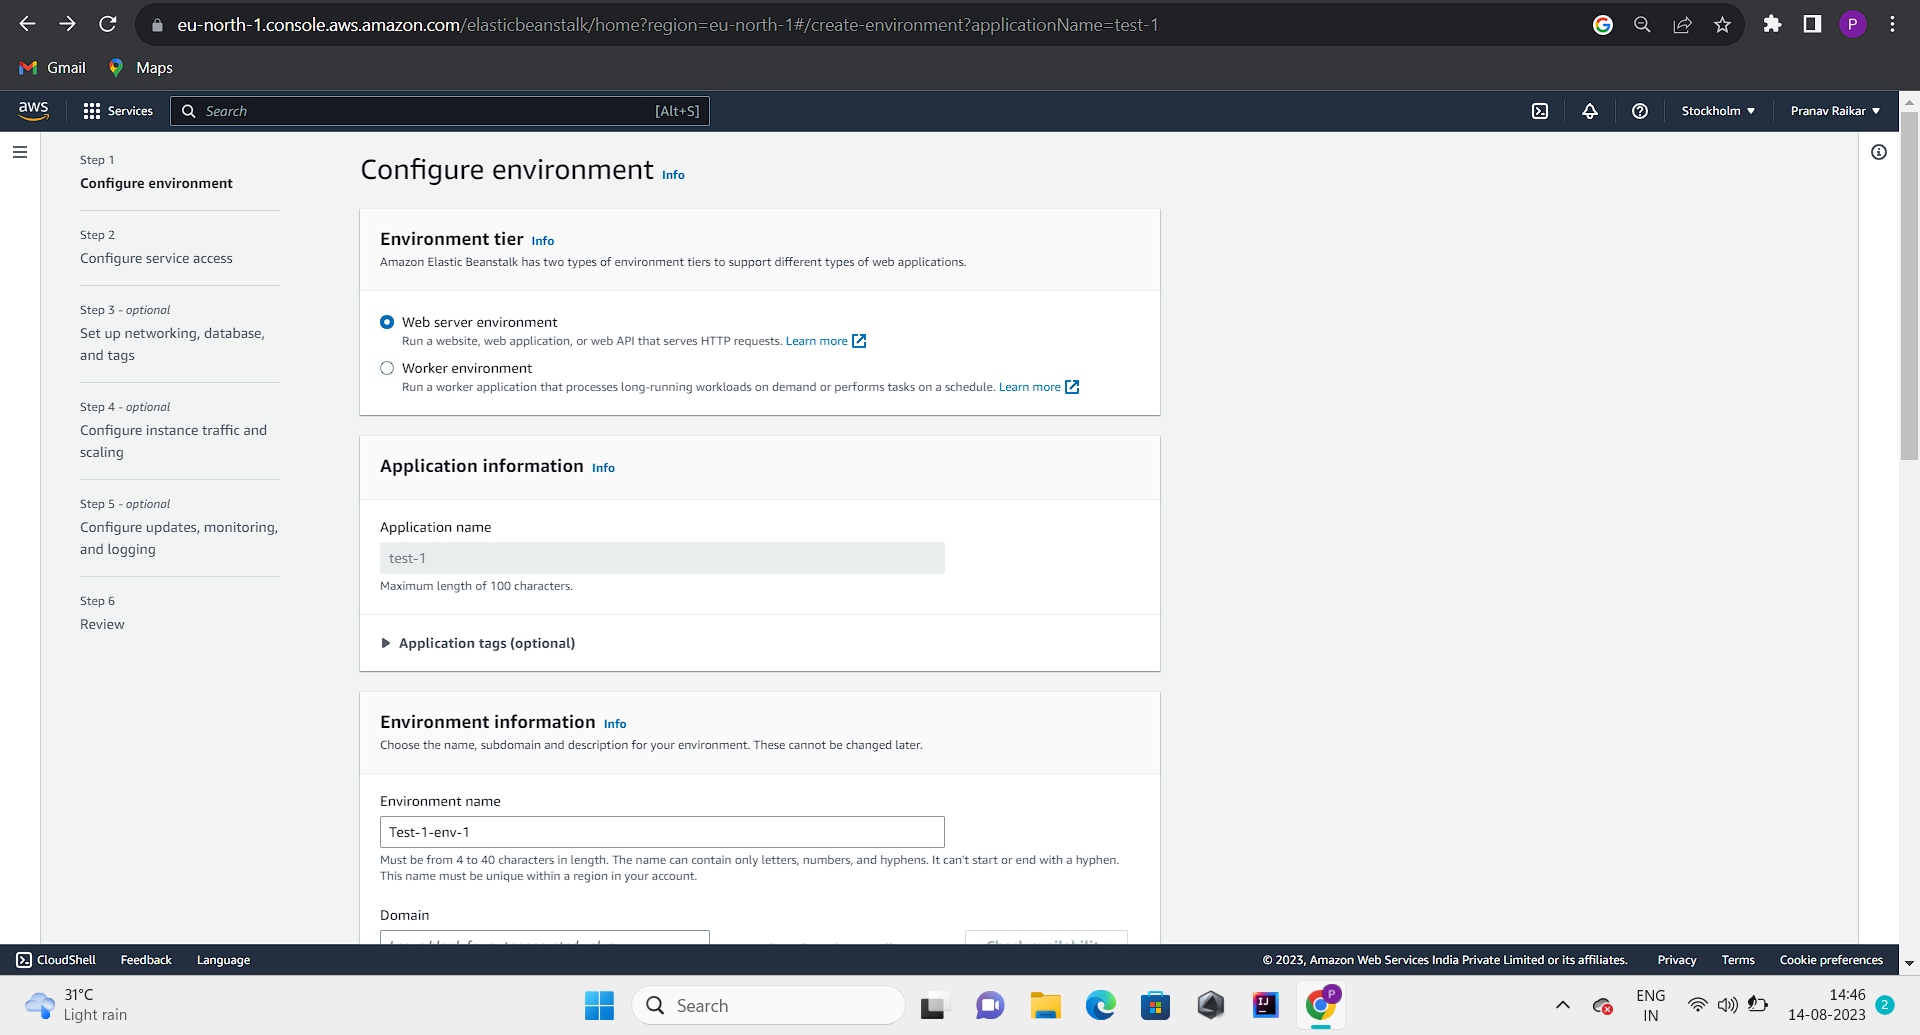 eu-north-1.console.aws.amazon.com/elasticbeanstalk/home?region=eu-north-1#/create-environment?applicationName=test-1
P
Gmail
Maps
aws
Services
Search
[Alt+S]
Stockholm ▼
Pranav Raikar ▼
Step 1
Configure environment
Step 2
Configure service access
Step 3 - optional
Set up networking, database,
and tags
Step 4 - optional
Configure instance traffic and
scaling
Step 5 - optional
Configure updates, monitoring,
and logging
Step 6
Review
Configure environment Info
Environment tier Info
Amazon Elastic Beanstalk has two types of environment tiers to support different types of web applications.
Web server environment
Run a website, web application, or web API that serves HTTP requests. Learn more
Worker environment
Run a worker application that processes long-running workloads on demand or performs tasks on a schedule. Learn more
Application information Info
Application name
test-1
Maximum length of 100 characters.
Application tags (optional)
Environment information Info
Choose the name, subdomain and description for your environment. These cannot be changed later.
Environment name
Test-1-env-1
Must be from 4 to 40 characters in length. The name can contain only letters, numbers, and hyphens. It can't start or end with a hyphen.
This name must be unique within a region in your account.
Domain
CloudShell
Feedback
Language
© 2023, Amazon Web Services India Private Limited or its affiliates.
Privacy
Terms
Cookie preferences
31°C
Light rain
Search
IJ
P
ENG
IN
14:46
14-08-2023
2